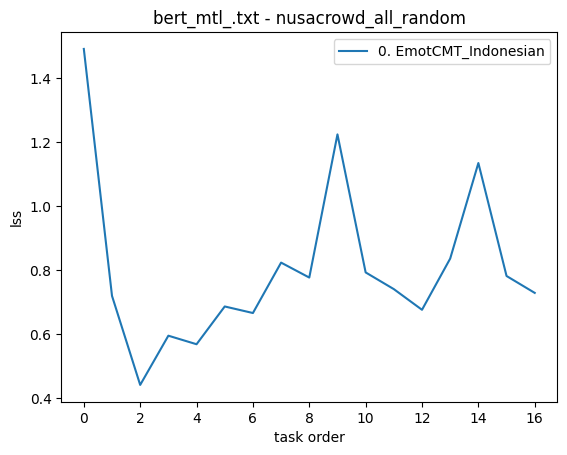 bert_mtl_.txt - nusacrowd_all_random
0. EmotCMT_Indonesian
lss
1.4
1.2
1.0
0.8
0.6
0.4
0 2 4 6 8 10 12 14 16
task order